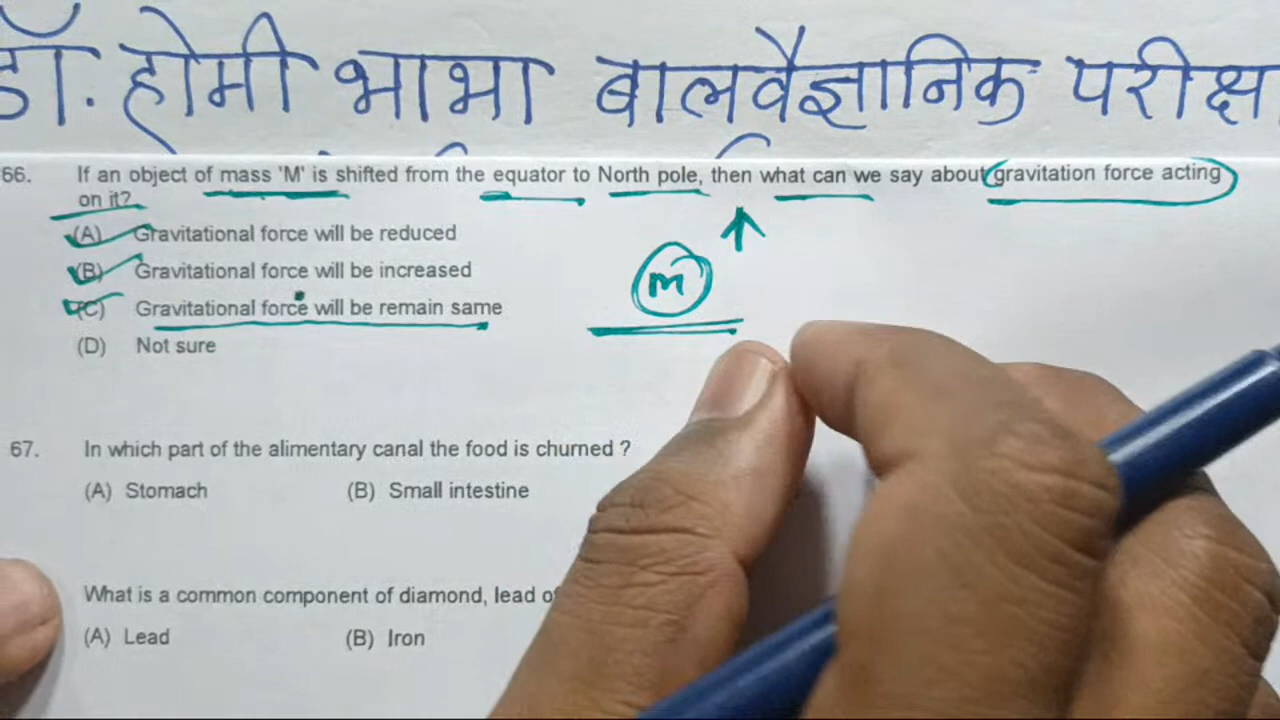 डॉ. होमी भाभा बालवैज्ञानिक परीक्ष
66. If an object of mass 'M' is shifted from the equator to North pole, then what can we say about gravitation force acting
on it?
(A) Gravitational force will be reduced
(B) Gravitational force will be increased
(C) Gravitational force will be remain same
(D) Not sure
M
67. In which part of the alimentary canal the food is churned ?
(A) Stomach (B) Small intestine
What is a common component of diamond, lead
(A) Lead (B) Iron